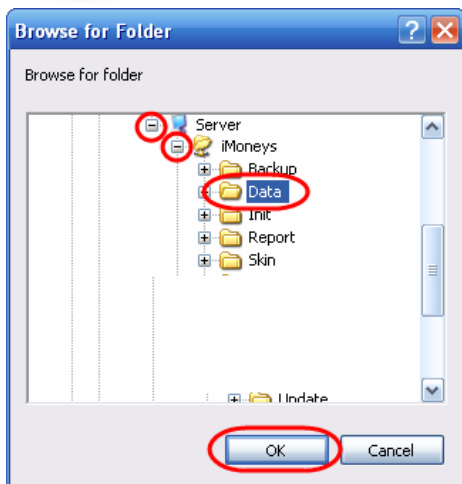 Browse for Folder
Browse for folder
Server
iMoneys
Backup
Data
Init
Report
Skin
Update
OK Cancel